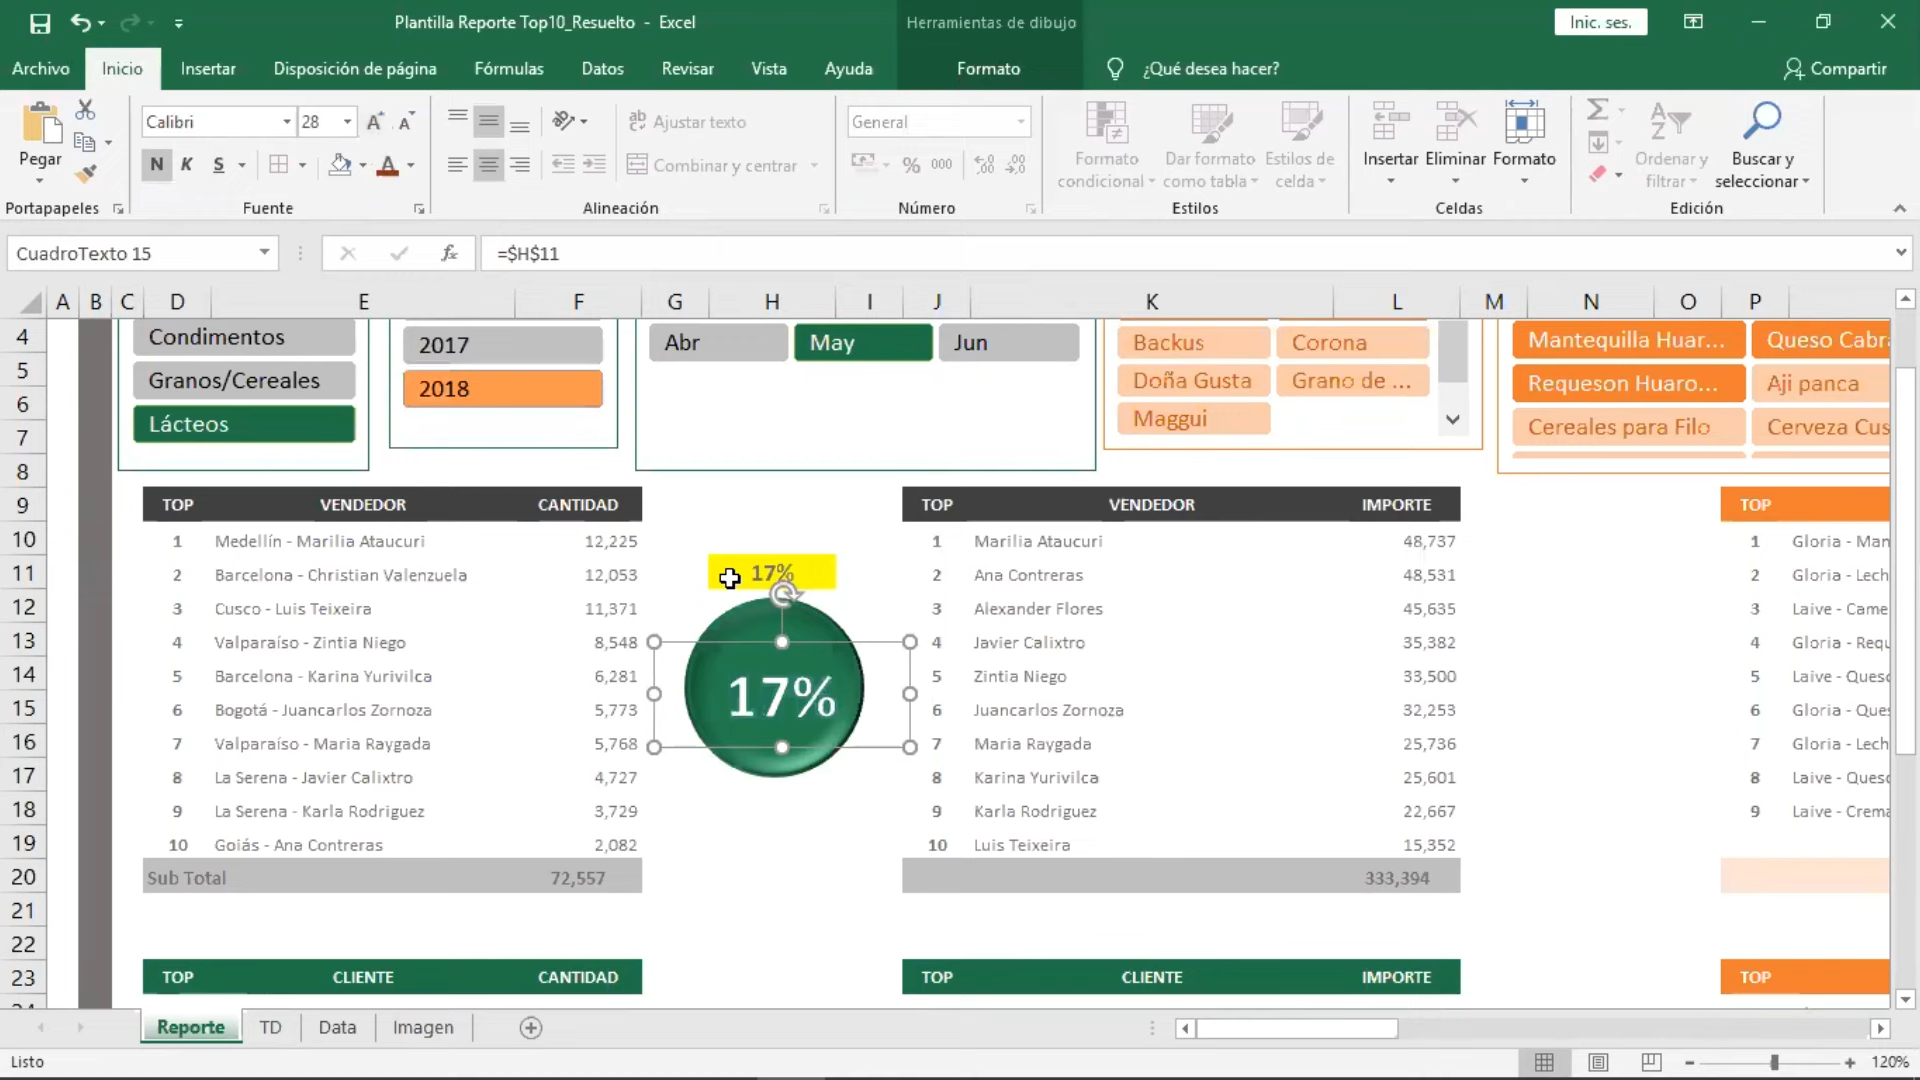 Plantilla Reporte Top10_Resuelto - Excel
Herramientas de dibujo
Inic. ses.
Archivo
Inicio
Insertar
Disposición de página
Fórmulas
Datos
Revisar
Vista
Ayuda
Formato
¿Qué desea hacer?
Compartir
Pegar
Calibri
28
N K S
Ajustar texto
Combinar y centrar
General
% 000
Formato condicional
Dar formato como tabla
Estilos de celda
Insertar
Eliminar
Formato
Ordenar y filtrar
Buscar y seleccionar
Portapapeles
Fuente
Alineación
Número
Estilos
Celdas
Edición
CuadroTexto 15
fx
=$H$11
A B C D E F G H I J K L M N O P
4
5
6
7
8
9
10
11
12
13
14
15
16
17
18
19
20
21
22
23
Condimentos
Granos/Cereales
Lácteos
2017
2018
Abr
May
Jun
Backus
Corona
Doña Gusta
Grano de ...
Maggui
Mantequilla Huar...
Queso Cabr
Requeson Huaro...
Aji panca
Cereales para Filo
Cerveza Cus
TOP VENDEDOR CANTIDAD
1 Medellín - Marilia Ataucuri 12,225
2 Barcelona - Christian Valenzuela 12,053
3 Cusco - Luis Teixeira 11,371
4 Valparaíso - Zintia Niego 8,548
5 Barcelona - Karina Yurivilca 6,281
6 Bogotá - Juancarlos Zornoza 5,773
7 Valparaíso - Maria Raygada 5,768
8 La Serena - Javier Calixtro 4,727
9 La Serena - Karla Rodriguez 3,729
10 Goiás - Ana Contreras 2,082
Sub Total 72,557
17%
17%
TOP VENDEDOR IMPORTE
1 Marilia Ataucuri 48,737
2 Ana Contreras 48,531
3 Alexander Flores 45,635
4 Javier Calixtro 35,382
5 Zintia Niego 33,500
6 Juancarlos Zornoza 32,253
7 Maria Raygada 25,736
8 Karina Yurivilca 25,601
9 Karla Rodriguez 22,667
10 Luis Teixeira 15,352
333,394
TOP
1 Gloria - Man
2 Gloria - Lech
3 Laive - Came
4 Gloria - Requ
5 Laive - Quesc
6 Gloria - Ques
7 Gloria - Lech
8 Laive - Quesc
9 Laive - Crema
TOP CLIENTE CANTIDAD
TOP CLIENTE IMPORTE
TOP
Reporte
TD
Data
Imagen
Listo
120%